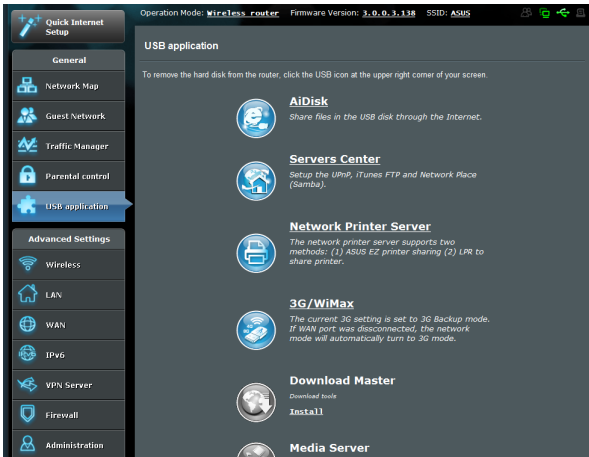 Operation Mode: Wireless router Firmware Version: 3.0.0.3.138 SSID: ASUS
Quick Internet
Setup
General
Network Map
Guest Network
Traffic Manager
Parental control
USB application
Advanced Settings
Wireless
LAN
WAN
IPv6
VPN Server
Firewall
Administration
USB application
To remove the hard disk from the router, click the USB icon at the upper right corner of your screen.
AiDisk
Share files in the USB disk through the Internet.
Servers Center
Setup the UPnP, iTunes FTP and Network Place
(Samba).
Network Printer Server
The network printer server supports two
methods: (1) ASUS EZ printer sharing (2) LPR to
share printer.
3G/WiMax
The current 3G setting is set to 3G Backup mode.
If WAN port was disconnected, the network
mode will automatically turn to 3G mode.
Download Master
Download tools
Install
Media Server